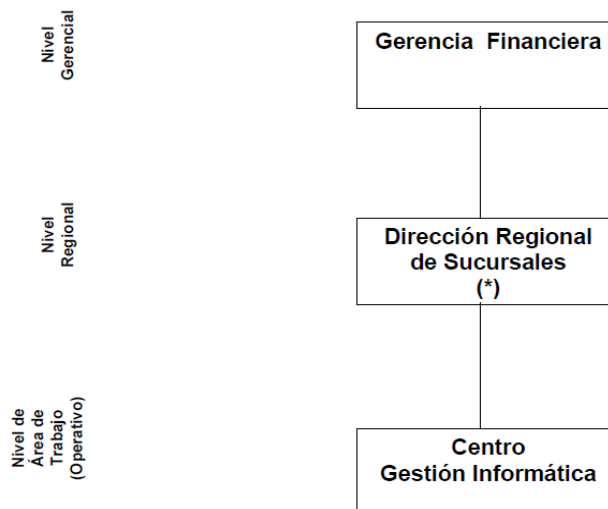 Nivel
Gerencial
Gerencia Financiera
Nivel
Regional
Dirección Regional
de Sucursales
(*)
Nivel de
Área de
Trabajo
(Operativo)
Centro
Gestión Informática